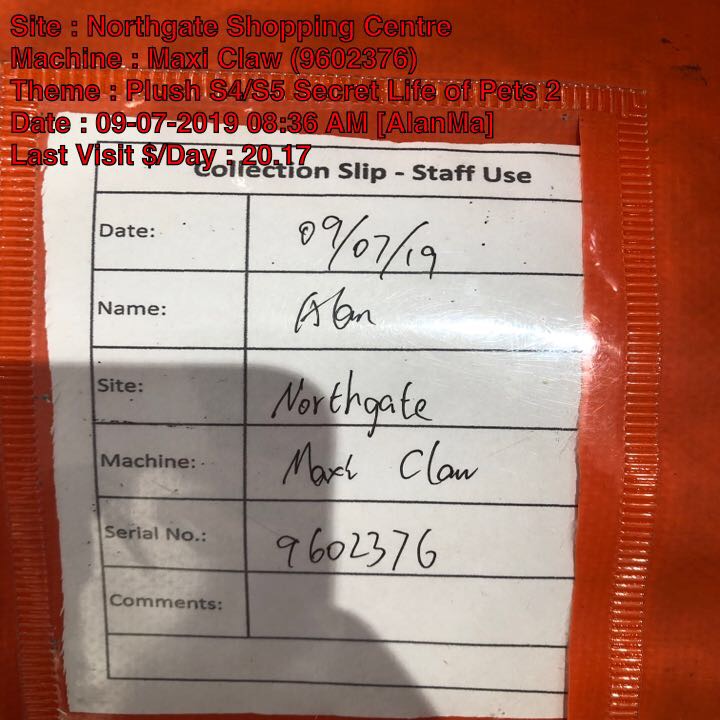 Site : Northgate Shopping Centre
Machine : Maxi Claw (9602376)
Theme : Plush S4/S5 Secret Life of Pets 2
Date : 09-07-2019 08:36 AM [AlanMa]
Last Visit $/Day : 20.17
Collection Slip - Staff Use
Date: 09/07/19
Name: Alan
Site: Northgate
Machine: Maxi Claw
Serial No.: 9602376
Comments: